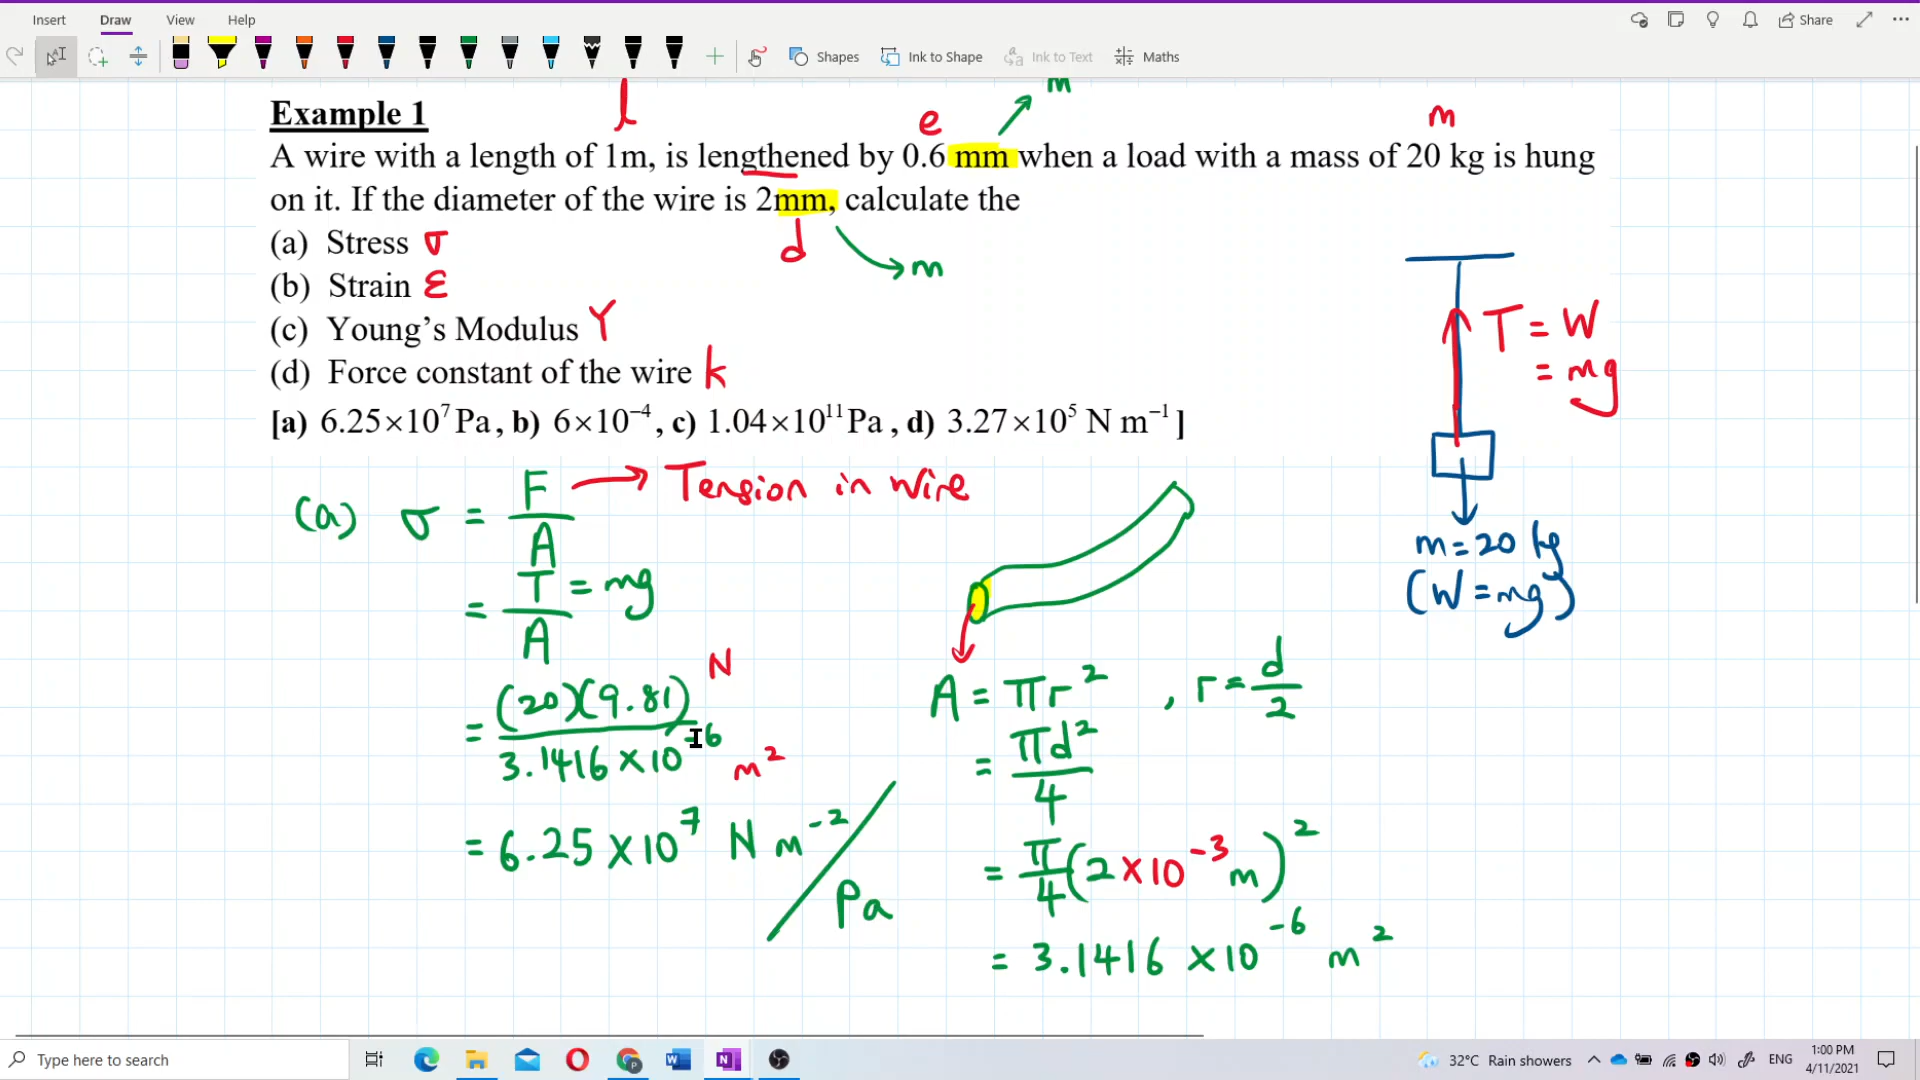 Insert Draw View Help Share
Shapes Ink to Shape Ink to Text Maths
l e m m
Example 1
A wire with a length of 1m, is lengthened by 0.6 mm when a load with a mass of 20 kg is hung
on it. If the diameter of the wire is 2mm, calculate the
d → m
(a) Stress σ
(b) Strain ε
(c) Young's Modulus Y
(d) Force constant of the wire k
[a) 6.25×10⁷ Pa, b) 6×10⁻⁴, c) 1.04×10¹¹ Pa, d) 3.27×10⁵ N m⁻¹ ]
T = W
= mg
m = 20 kg
(W = mg)
(a) σ = F/A → Tension in wire
= T/A = mg
= (20)(9.81) N / 3.1416 × 10⁻⁶ m²
= 6.25 × 10⁷ N m⁻² / Pa
A = πr² , r = d/2
= πd²/4
= π/4 (2 × 10⁻³ m)²
= 3.1416 × 10⁻⁶ m²
Type here to search
32°C Rain showers ENG 1:00 PM
4/11/2021